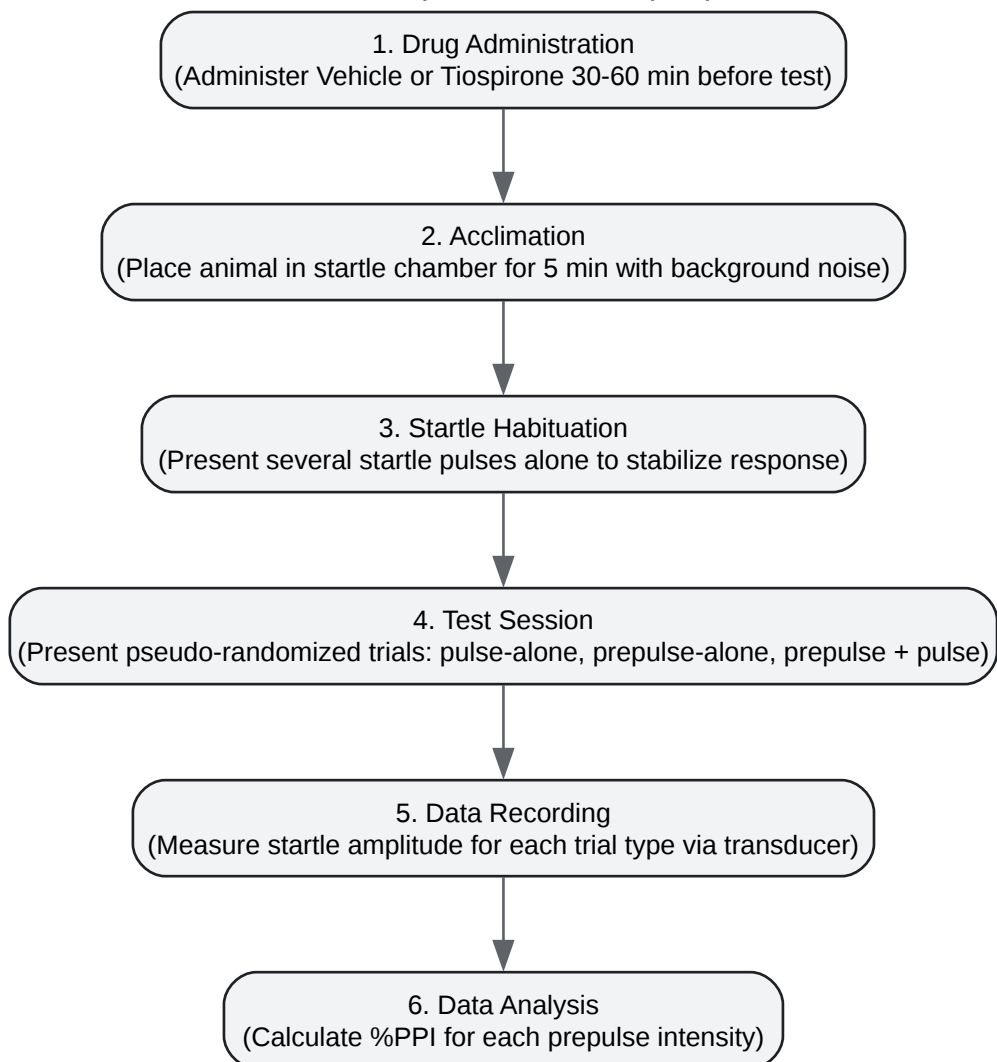 1. Drug Administration
(Administer Vehicle or Tiospirone 30-60 min before test)
2. Acclimation
(Place animal in startle chamber for 5 min with background noise)
3. Startle Habituation
(Present several startle pulses alone to stabilize response)
4. Test Session
(Present pseudo-randomized trials: pulse-alone, prepulse-alone, prepulse + pulse)
5. Data Recording
(Measure startle amplitude for each trial type via transducer)
6. Data Analysis
(Calculate %PPI for each prepulse intensity)